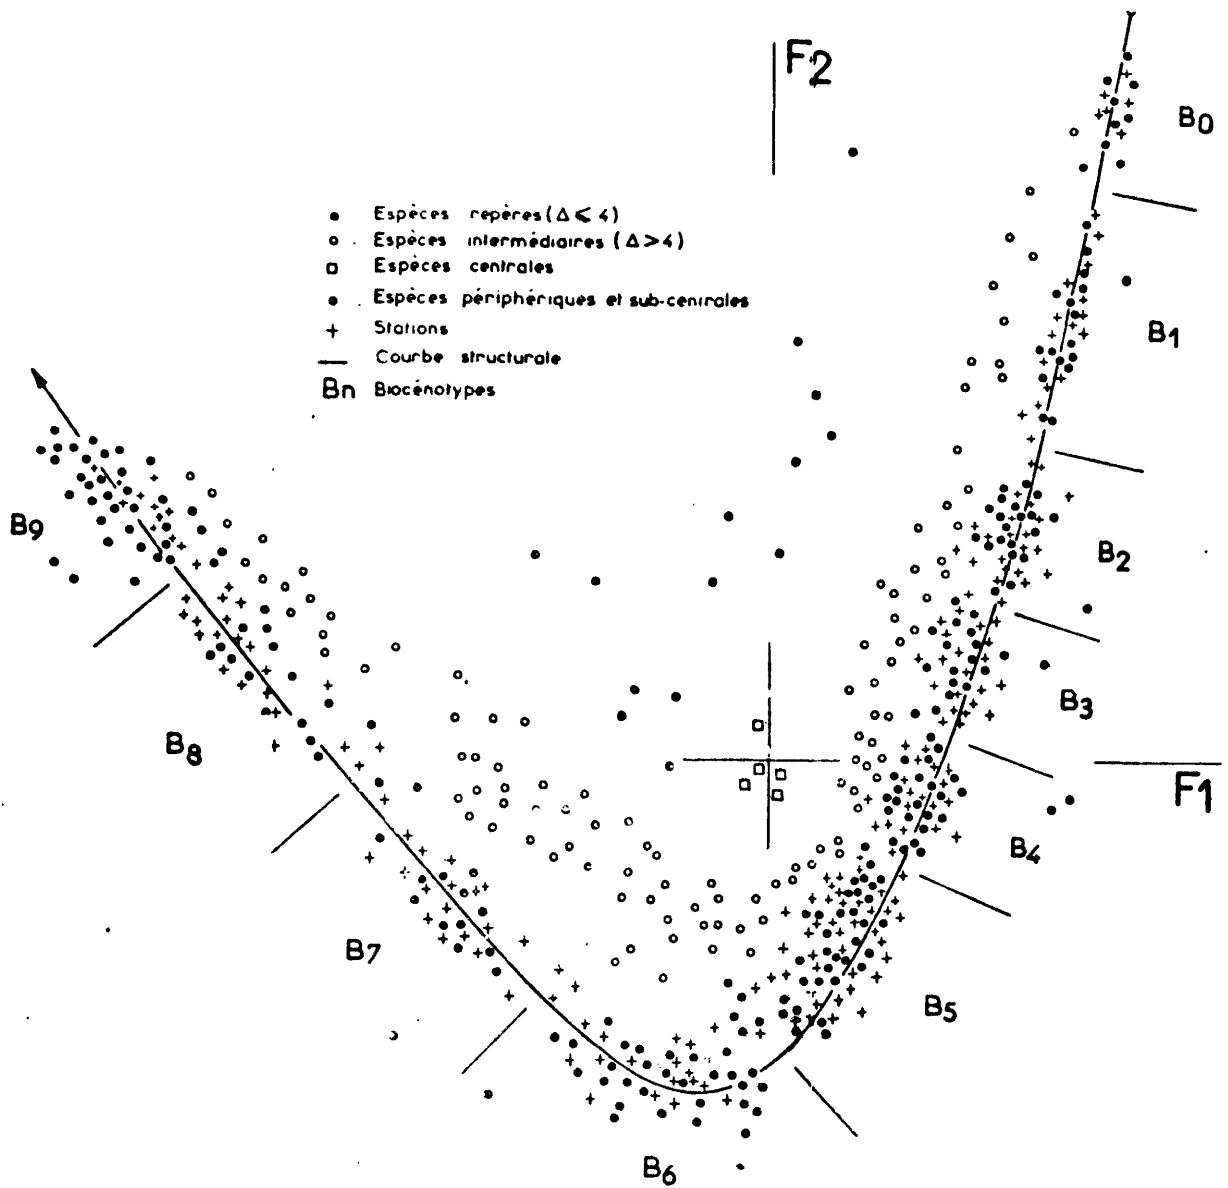 F2
B0
Espèces repères (Δ⩽4)
Espèces intermédiaires (Δ>4)
Espèces centrales
Espèces périphériques et sub-centrales
Stations
Courbe structurale
Bn Biocénotypes
B1
B9
B2
B3
B8
F1
B4
B7
B5
B6